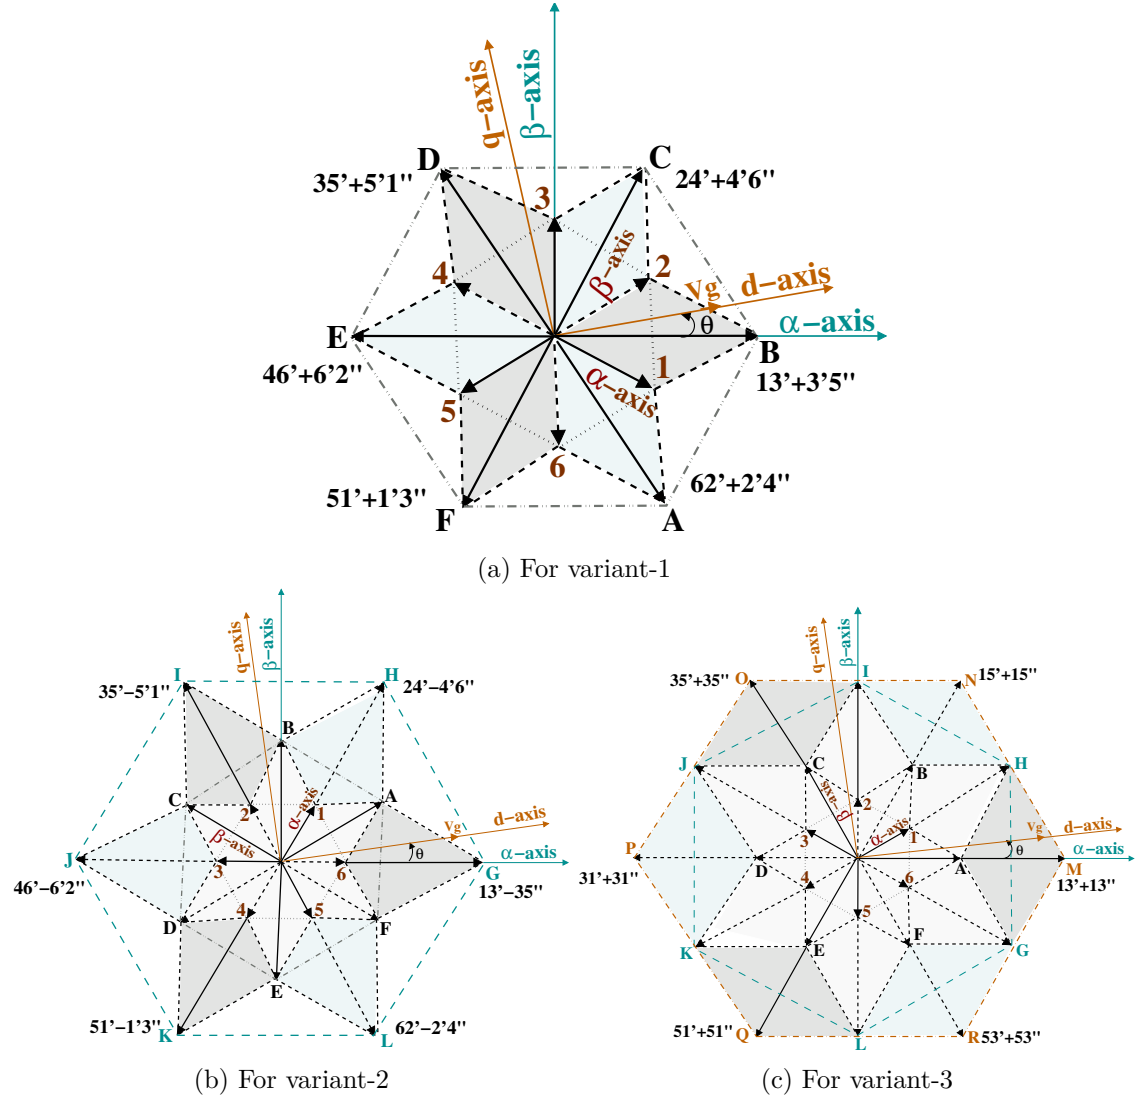 q-axis
β-axis
D
C
35'+5'1"
24'+4'6"
3
β-axis
4
2
Vg
d-axis
θ
α-axis
E
B
46'+6'2"
1
13'+3'5"
α-axis
5
6
62'+2'4"
51'+1'3"
F
A
(a) For variant-1
q-axis
β-axis
I
H
35'-5'1"
24'-4'6"
B
C
A
2
α-axis
1
β-axis
Vg
d-axis
θ
α-axis
J
3
6
G
46'-6'2"
13'-35"
4
5
D
F
E
51'-1'3"
62'-2'4"
K
L
(b) For variant-2
q-axis
β-axis
35'+35"
O
I
N
15'+15"
J
C
B
H
β-axis
2
α-axis
1
3
Vg
d-axis
θ
α-axis
P
D
A
M
31'+31"
13'+13"
4
6
5
K
E
F
G
51'+51"
Q
L
R
53'+53"
(c) For variant-3